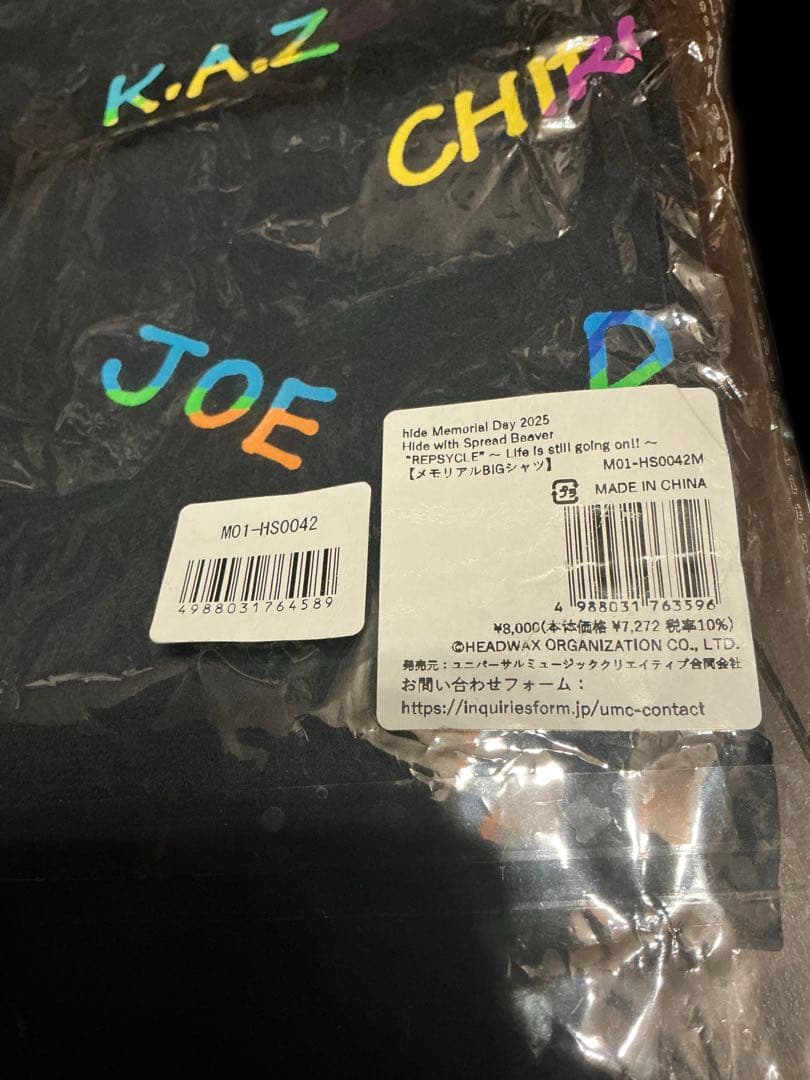 K.A.Z
CHIR
JOE
D
hide Memorial Day 2025
Hide with Spread Beaver
"REPSYCLE" ～ Life is still going on!! ～
【メモリアルBIGシャツ】 M01-HS0042M
プラ MADE IN CHINA
4 988031 763596
¥8,000(本体価格 ¥7,272 税率10%)
©HEADWAX ORGANIZATION CO., LTD.
発売元：ユニバーサルミュージッククリエイティブ合同会社
お問い合わせフォーム：
https://inquiriesform.jp/umc-contact
M01-HS0042
4988031764589